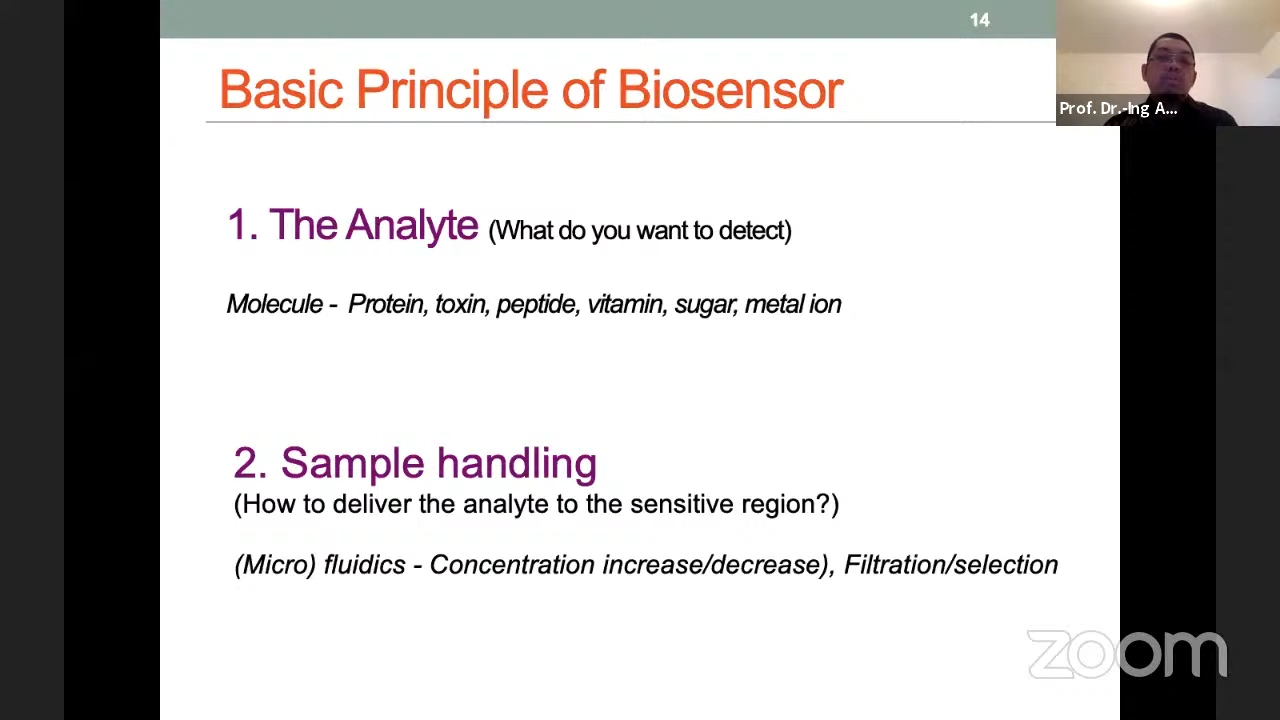 14
Prof. Dr.-Ing A...
Basic Principle of Biosensor
1. The Analyte (What do you want to detect)
Molecule - Protein, toxin, peptide, vitamin, sugar, metal ion
2. Sample handling
(How to deliver the analyte to the sensitive region?)
(Micro) fluidics - Concentration increase/decrease), Filtration/selection
zoom